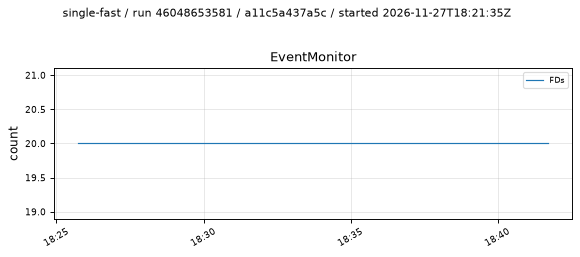 single-fast / run 46048653581 / a11c5a437a5c / started 2026-11-27T18:21:35Z
EventMonitor
FDs
count
21.0
20.5
20.0
19.5
19.0
18:25
18:30
18:35
18:40